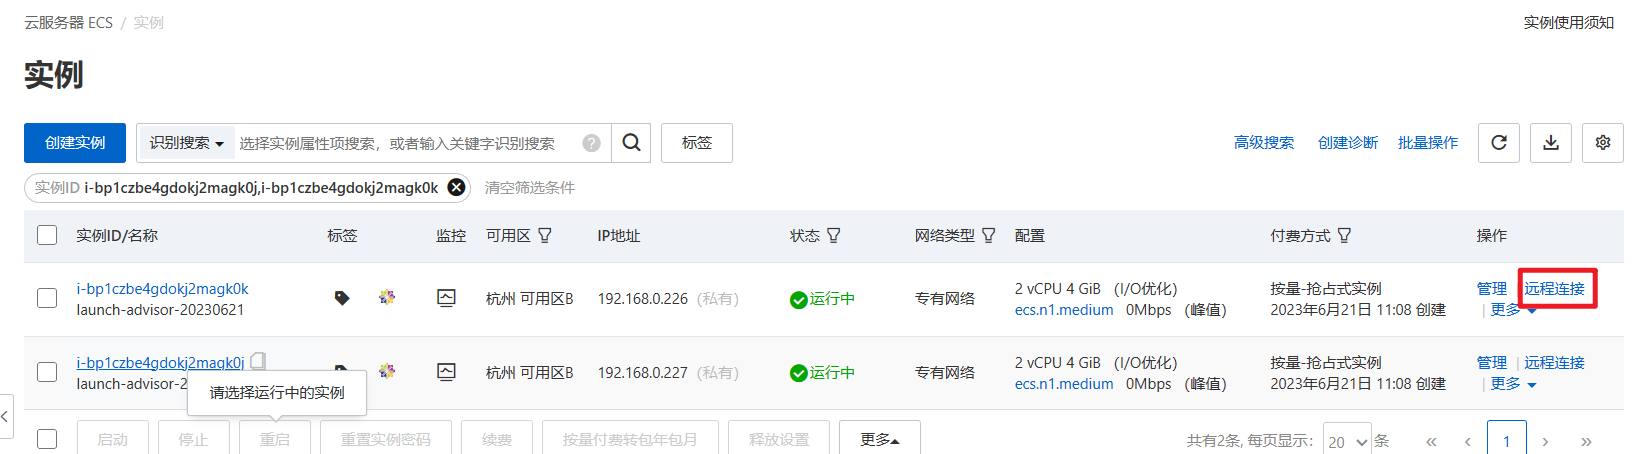 云服务器 ECS / 实例
实例使用须知
实例
创建实例
识别搜索
选择实例属性项搜索，或者输入关键字识别搜索
?
标签
高级搜索
创建诊断
批量操作
实例ID i-bp1czbe4gdokj2magk0j,i-bp1czbe4gdokj2magk0k
清空筛选条件
实例ID/名称 标签 监控 可用区 IP地址 状态 网络类型 配置 付费方式 操作
i-bp1czbe4gdokj2magk0k
launch-advisor-20230621
杭州 可用区B
192.168.0.226 (私有)
运行中
专有网络
2 vCPU 4 GiB (I/O优化)
ecs.n1.medium 0Mbps (峰值)
按量-抢占式实例
2023年6月21日 11:08 创建
管理 | 远程连接
| 更多
i-bp1czbe4gdokj2magk0j
launch-advisor-2
杭州 可用区B
192.168.0.227 (私有)
运行中
专有网络
2 vCPU 4 GiB (I/O优化)
ecs.n1.medium 0Mbps (峰值)
按量-抢占式实例
2023年6月21日 11:08 创建
管理 | 远程连接
| 更多
请选择运行中的实例
启动 停止 重启 重置实例密码 续费 按量付费转包年包月 释放设置 更多
共有2条, 每页显示: 20 条 « ‹ 1 › »